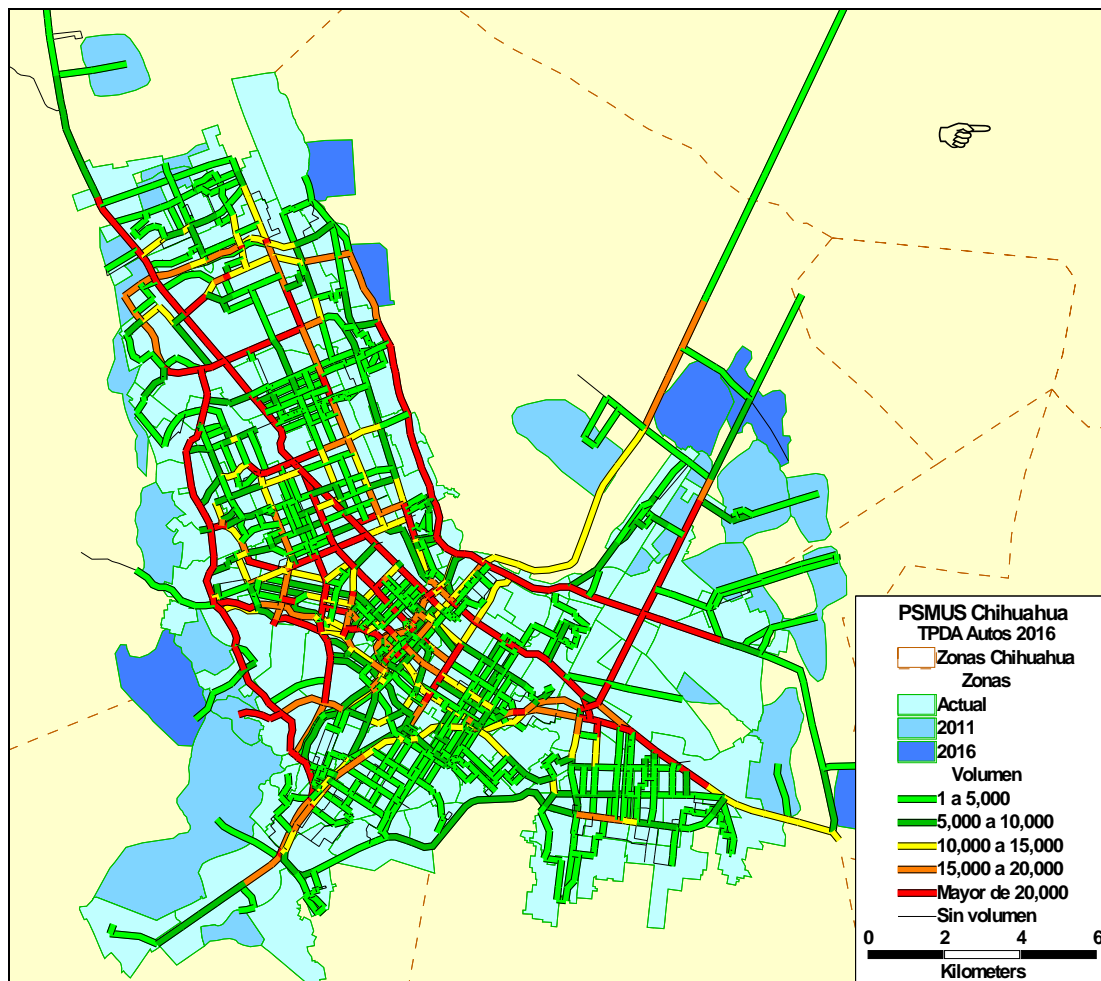 PSMUS Chihuahua
TPDA Autos 2016
Zonas Chihuahua
Zonas
Actual
2011
2016
Volumen
1 a 5,000
5,000 a 10,000
10,000 a 15,000
15,000 a 20,000
Mayor de 20,000
Sin volumen
0 2 4 6
Kilometers